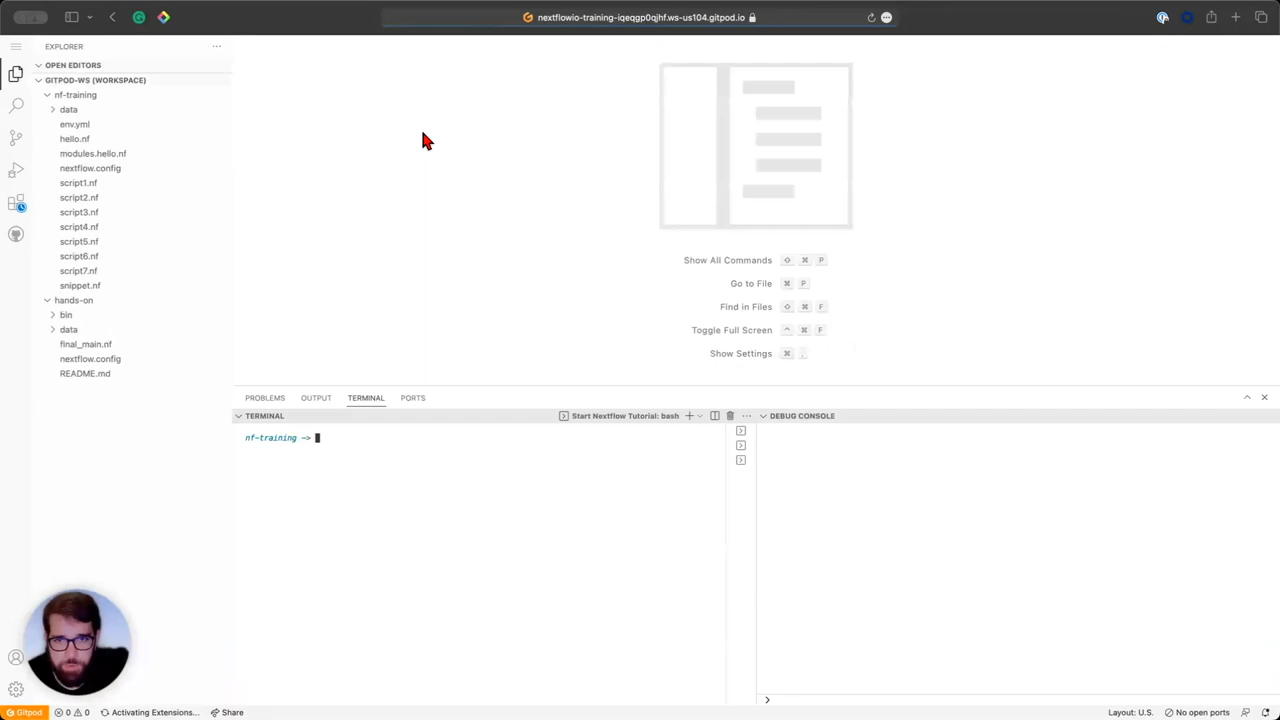 nextflowio-training-iqeqgp0qjhf.ws-us104.gitpod.io
EXPLORER
OPEN EDITORS
GITPOD-WS (WORKSPACE)
nf-training
data
env.yml
hello.nf
modules.hello.nf
nextflow.config
script1.nf
script2.nf
script3.nf
script4.nf
script5.nf
script6.nf
script7.nf
snippet.nf
hands-on
bin
data
final_main.nf
nextflow.config
README.md
Show All Commands ⇧ ⌘ P
Go to File ⌘ P
Find in Files ⇧ ⌘ F
Toggle Full Screen ^ ⌘ F
Show Settings ⌘ ,
PROBLEMS OUTPUT TERMINAL PORTS
TERMINAL Start Nextflow Tutorial: bash DEBUG CONSOLE
nf-training ->
Gitpod 0 0 Activating Extensions... Share Layout: U.S. No open ports